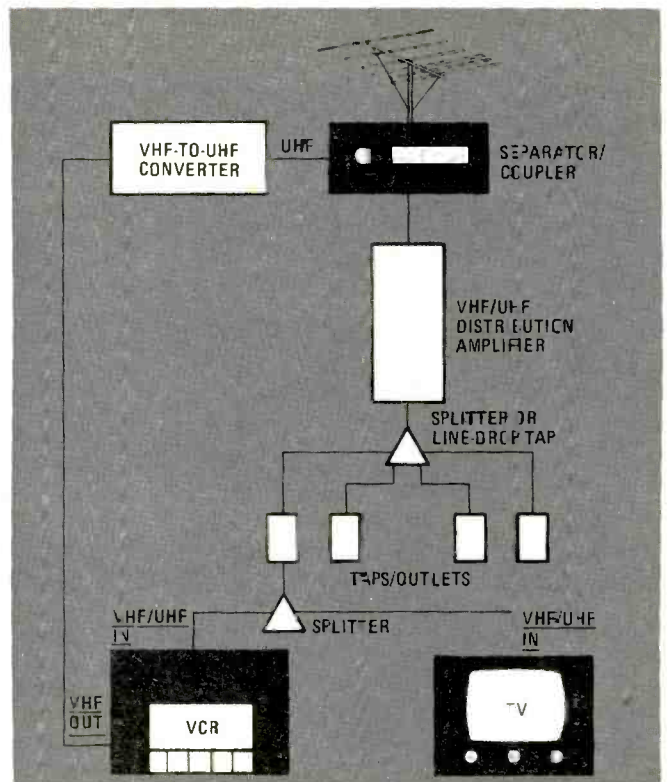 VHF-TO-UHF
CONVERTER
UHF
SEPARATOR/
COUPLER
VHF/UHF
DISTRIBUTION
AMPLIFIER
SPLITTER OR
LINE-DROP TAP
TAPS/OUTLETS
VHF/UHF
IN
SPLITTER
VHF/UHF
IN
VHF
OUT
VCR
TV